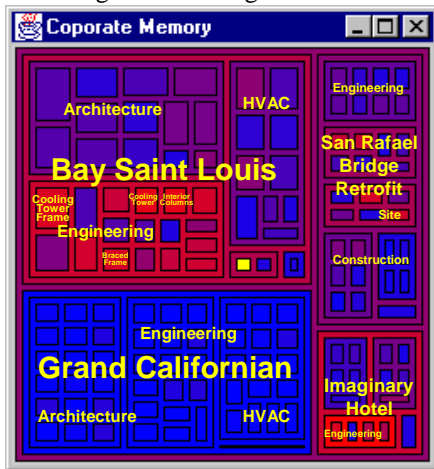 Coporate Memory
Architecture
HVAC
Engineering
Bay Saint Louis
San Rafael
Bridge
Retrofit
Cooling
Tower
Frame
Cooling
Tower
Interior
Columns
Site
Engineering
Braced
Frame
Construction
Engineering
Grand Californian
Architecture
HVAC
Imaginary
Hotel
Engineering